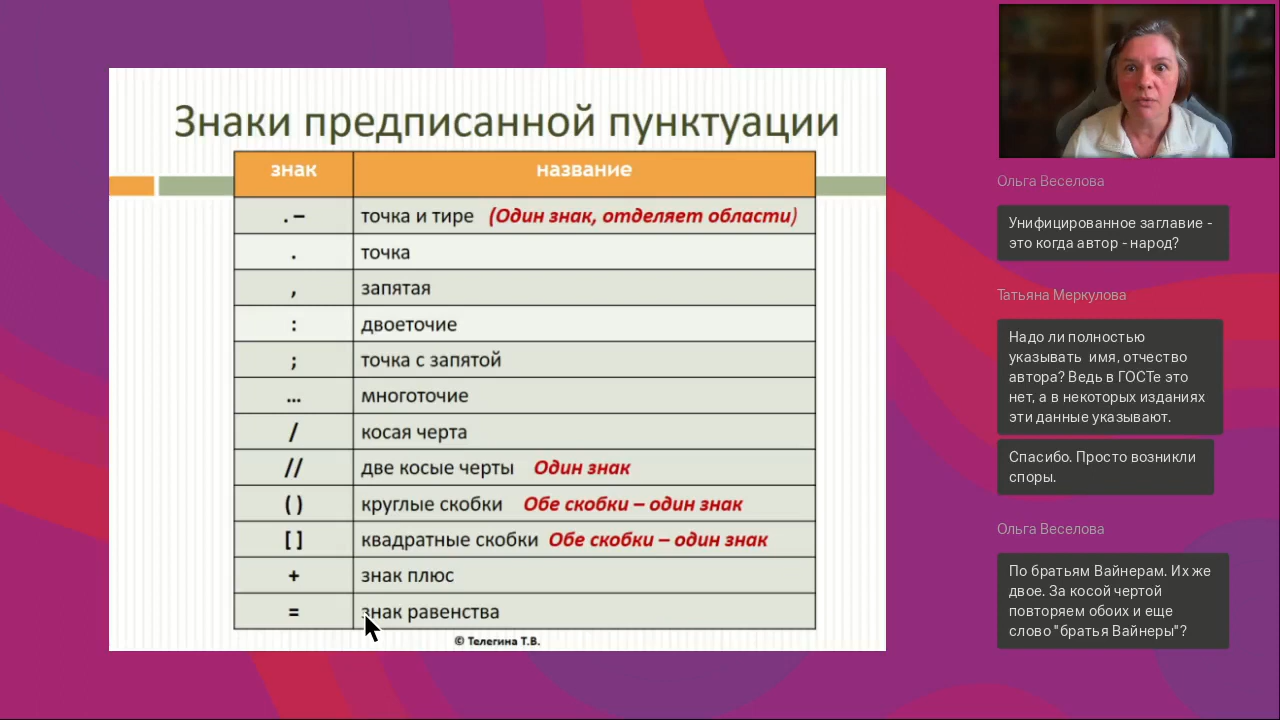 Знаки предписанной пунктуации
знак название
. – точка и тире (Один знак, отделяет области)
. точка
, запятая
: двоеточие
; точка с запятой
... многоточие
/ косая черта
// две косые черты Один знак
( ) круглые скобки Обе скобки – один знак
[ ] квадратные скобки Обе скобки – один знак
+ знак плюс
= знак равенства
© Телегина Т.В.
Ольга Веселова
Унифицированное заглавие -
это когда автор - народ?
Татьяна Меркулова
Надо ли полностью
указывать имя, отчество
автора? Ведь в ГОСТе это
нет, а в некоторых изданиях
эти данные указывают.
Спасибо. Просто возникли
споры.
Ольга Веселова
По братьям Вайнерам. Их же
двое. За косой чертой
повторяем обоих и еще
слово "братья Вайнеры"?